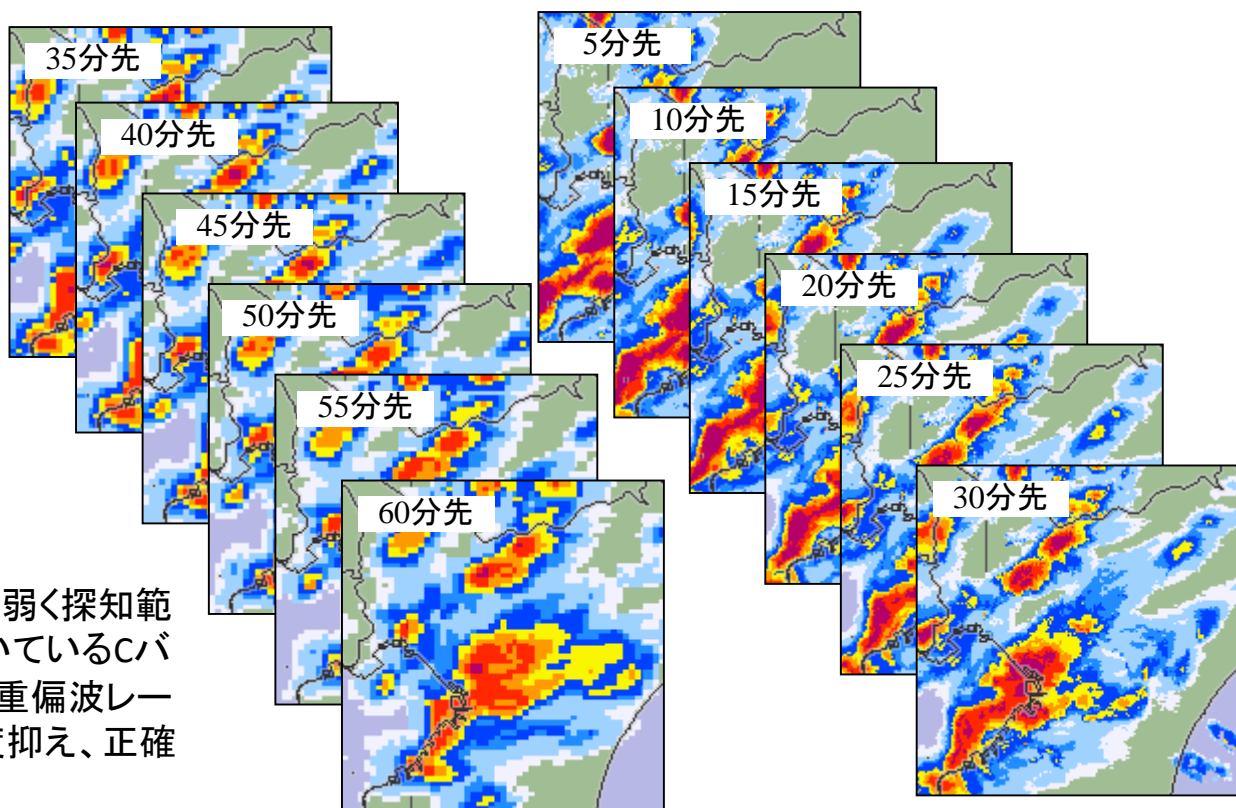 35分先
40分先
45分先
50分先
55分先
60分先
5分先
10分先
15分先
20分先
25分先
30分先
弱く探知範
いているCバ
重偏波レー
度抑え、正確